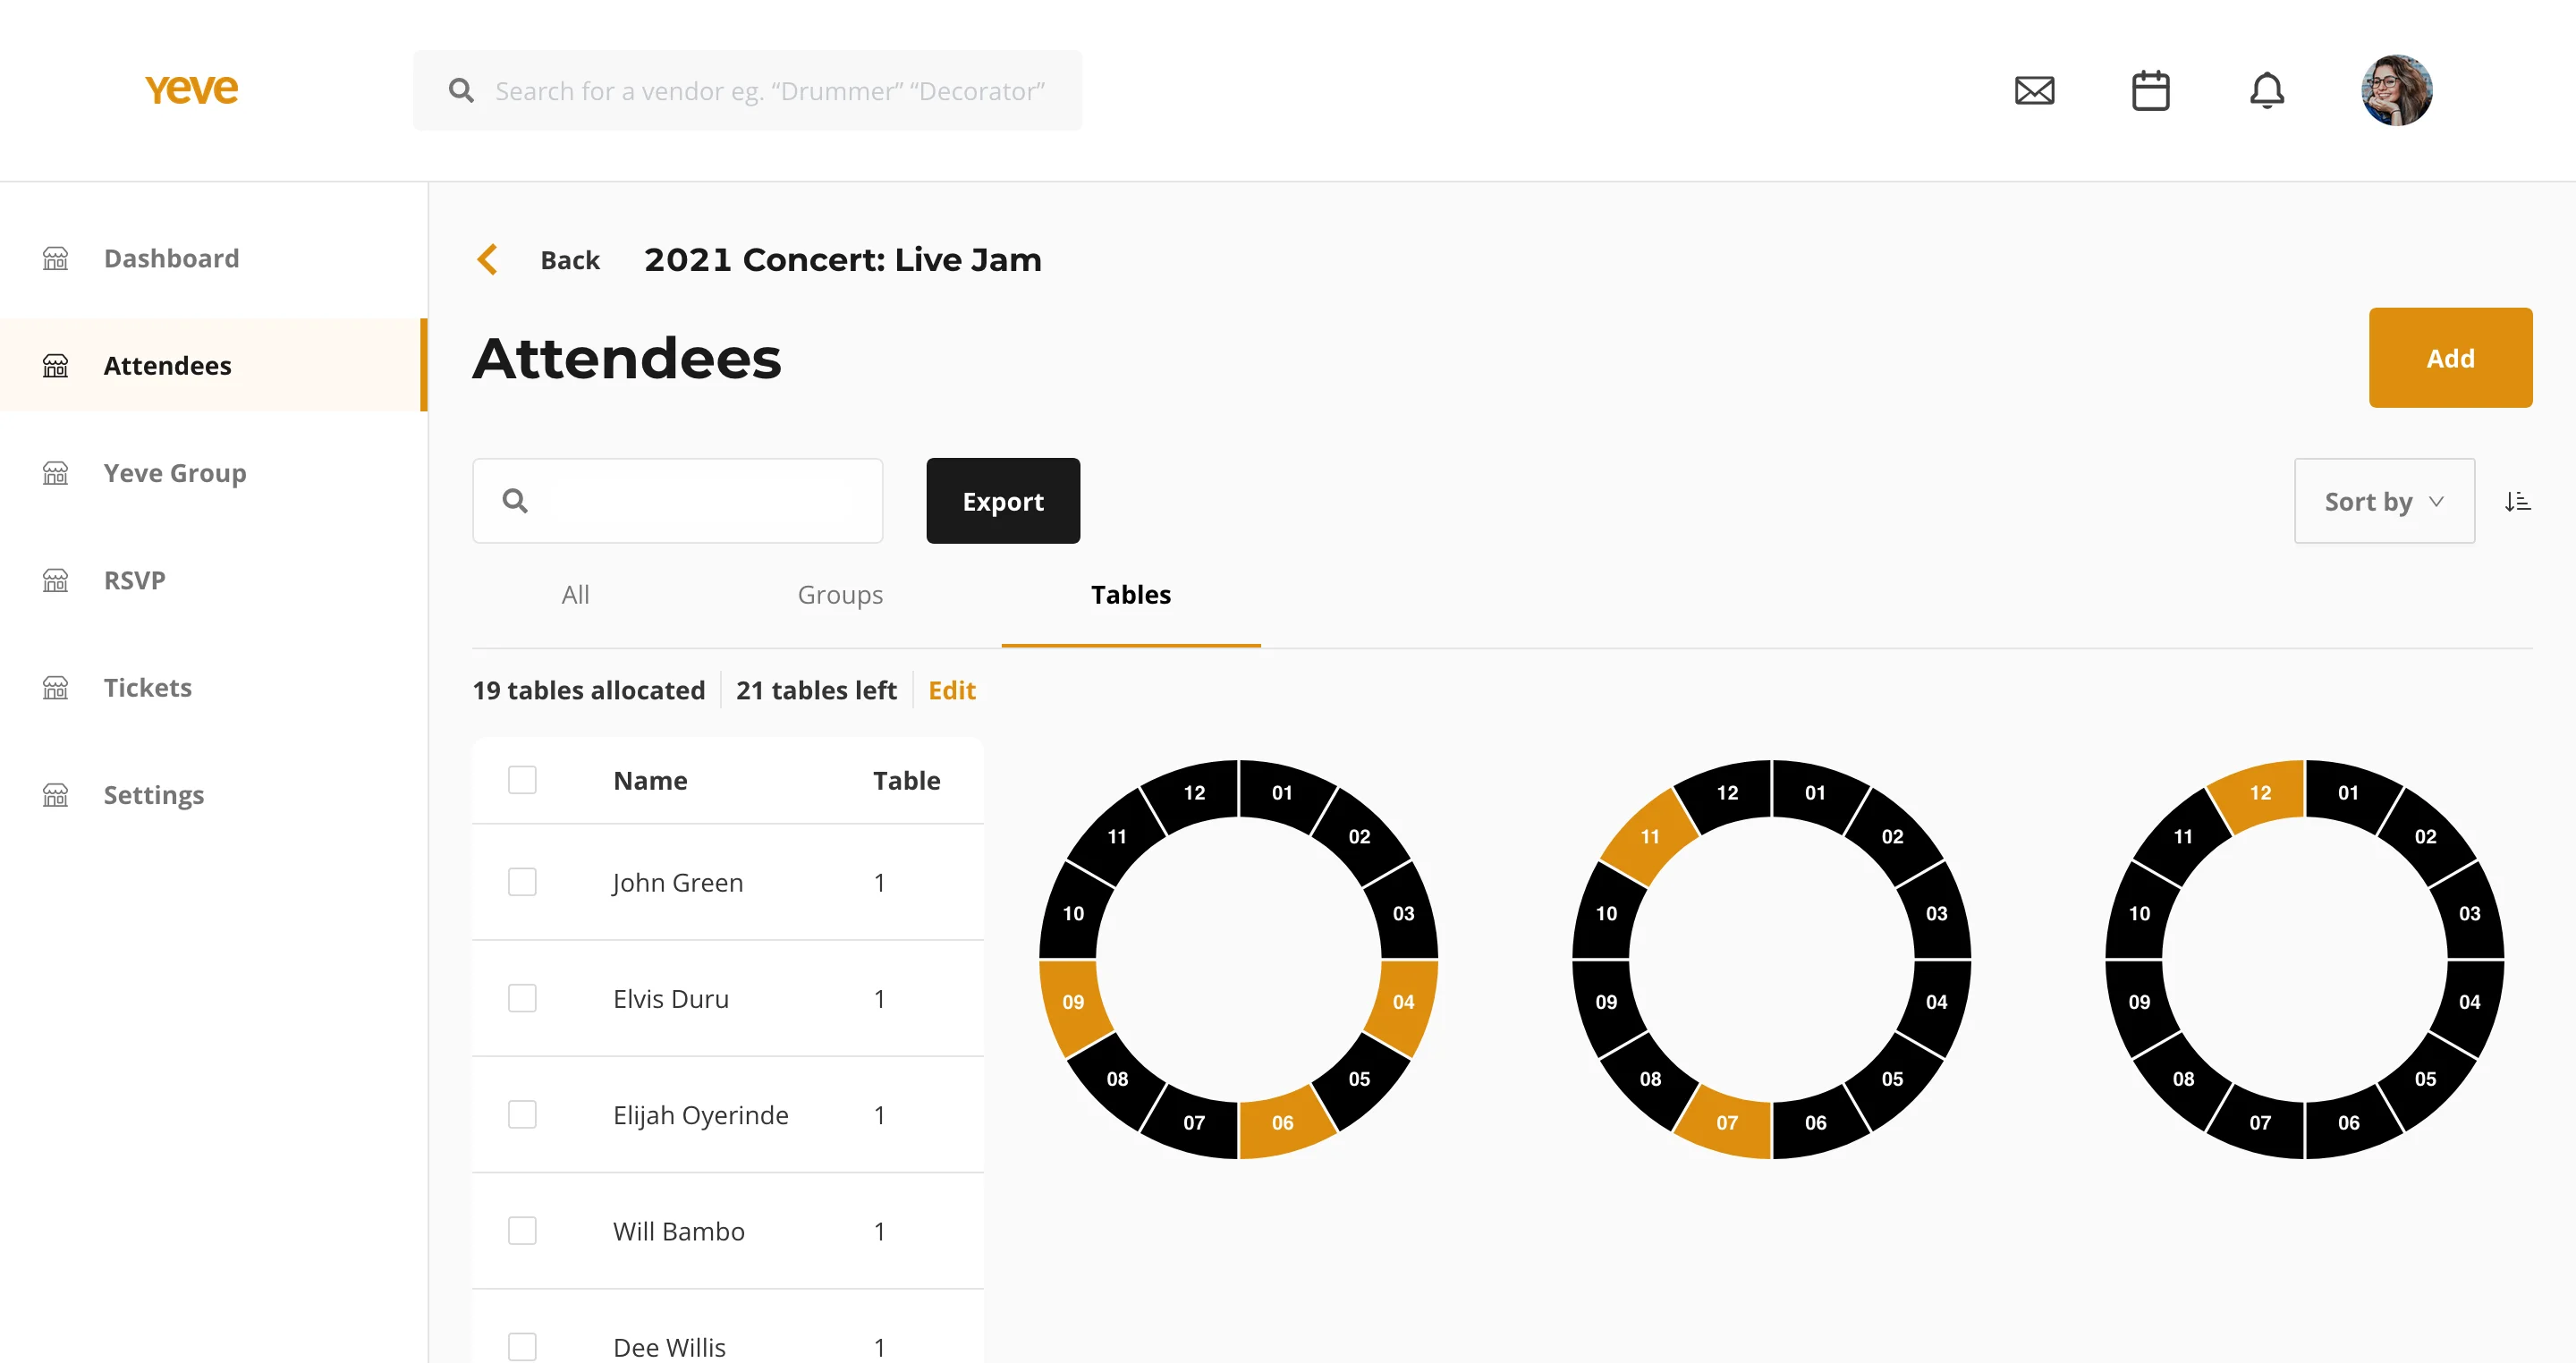 yeve
Search for a vendor eg. “Drummer” “Decorator”
Dashboard
Attendees
Yeve Group
RSVP
Tickets
Settings
Back 2021 Concert: Live Jam
Attendees
Add
Export
Sort by
All Groups Tables
19 tables allocated 21 tables left Edit
Name Table
John Green 1
Elvis Duru 1
Elijah Oyerinde 1
Will Bambo 1
Dee Willis 1
12 01
11 02
10 03
09 04
08 05
07 06
12 01
11 02
10 03
09 04
08 05
07 06
12 01
11 02
10 03
09 04
08 05
07 06